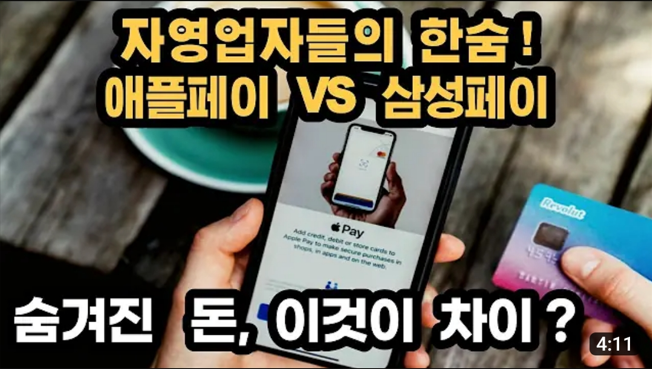 자영업자들의 한숨!
애플페이 VS 삼성페이
Pay
Add credit, debit or store cards to
Apple Pay to make secure purchases in
shops, in apps and on the web.
Revolut
숨겨진 돈, 이것이 차이?
4:11